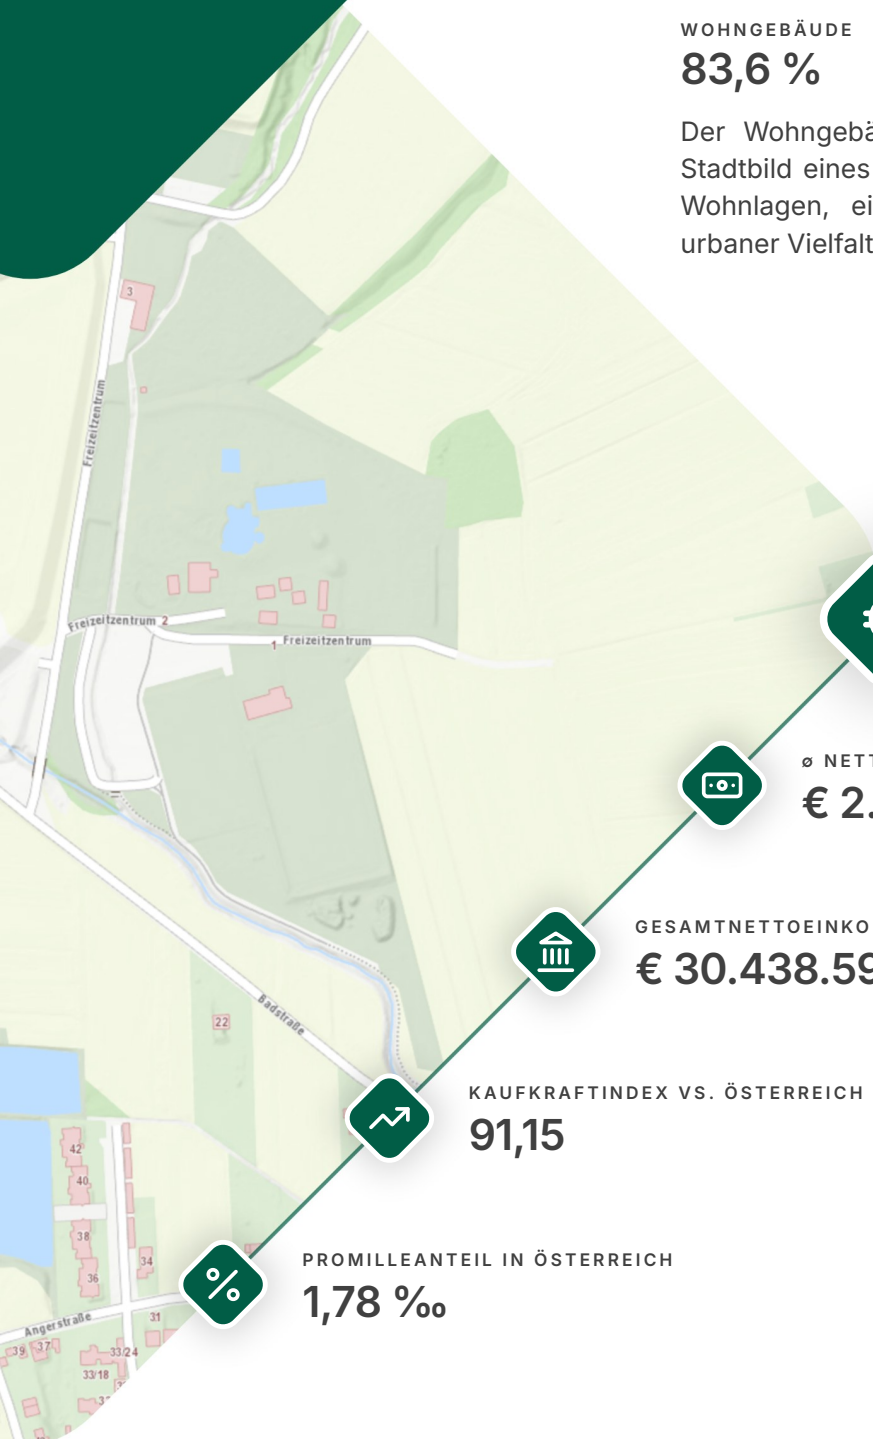 WOHNGEBÄUDE
83,6 %
Der Wohngebä
Stadtbild eines
Wohnlagen, ei
urbaner Vielfalt
3
Freizeitzentrum
Freizeitzentrum 2
1 Freizeitzentrum
ø NETT
€ 2.
GESAMTNETTOEINKO
€ 30.438.59
Badstraße
22
KAUFKRAFTINDEX VS. ÖSTERREICH
91,15
42
40
38
36
34
PROMILLEANTEIL IN ÖSTERREICH
1,78 ‰
31
Angerstraße
39
37
33/24
33/18